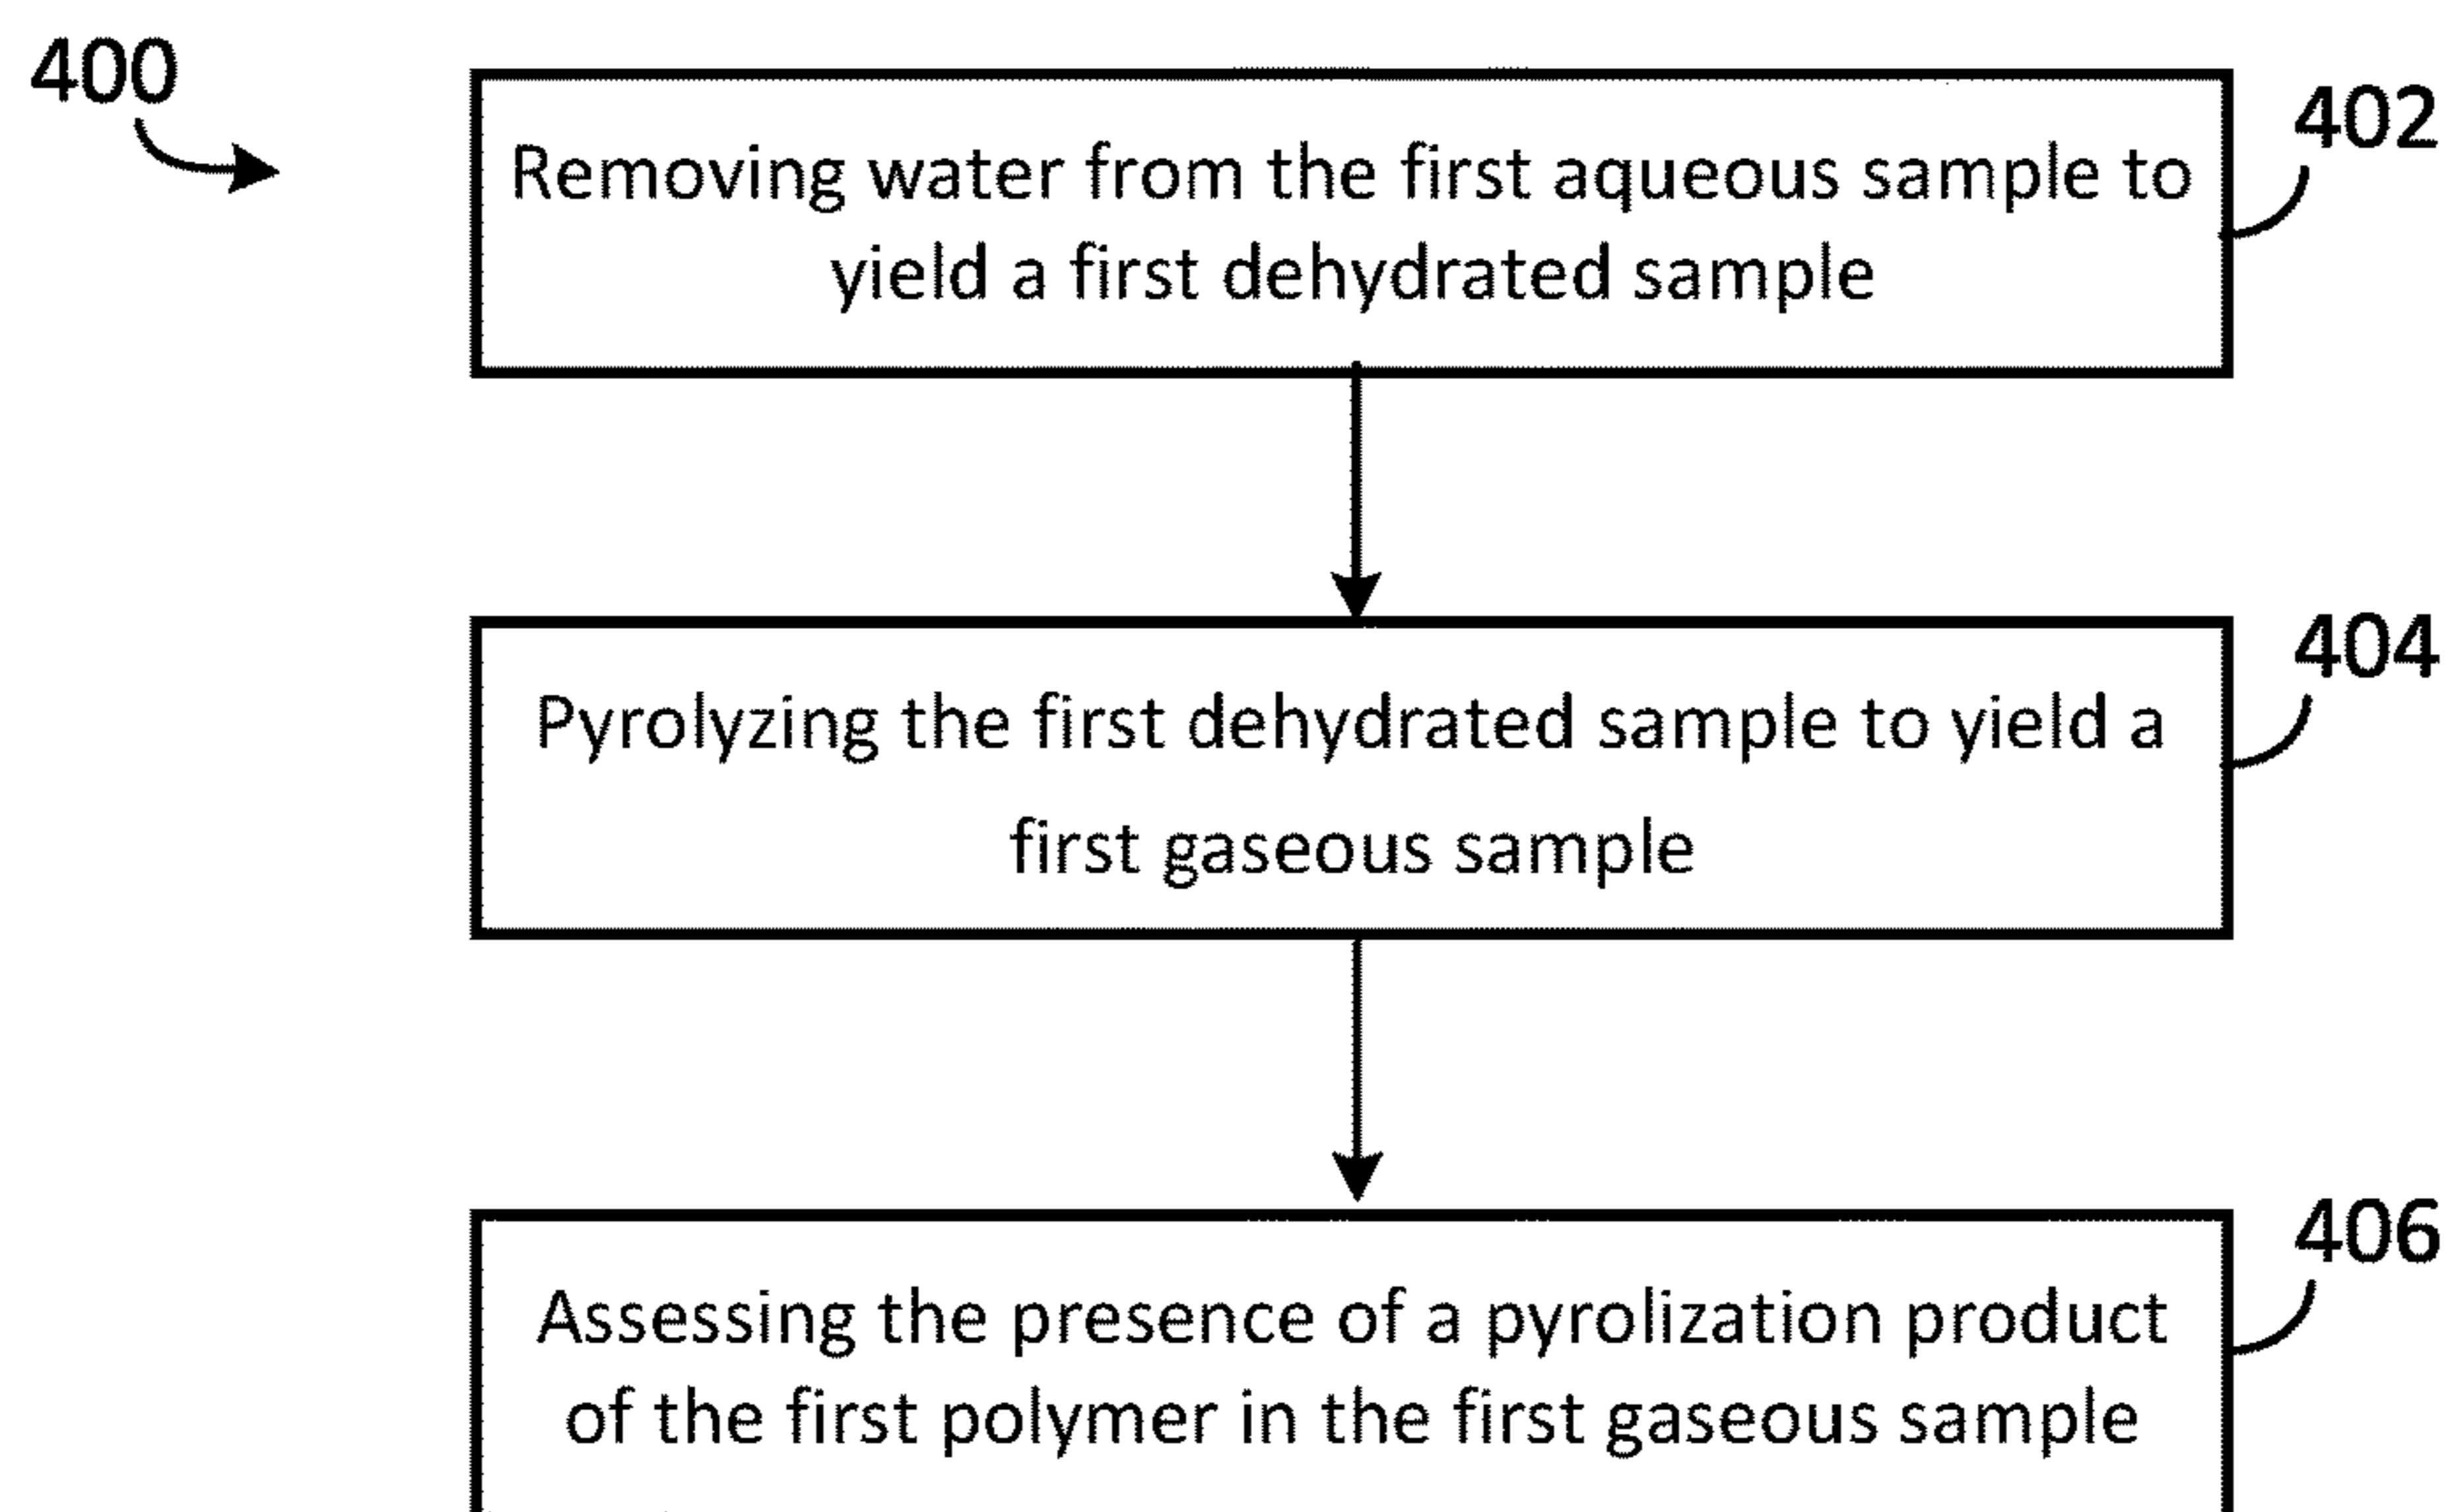 400
402
Removing water from the first aqueous sample to
yield a first dehydrated sample
404
Pyrolyzing the first dehydrated sample to yield a
first gaseous sample
406
Assessing the presence of a pyrolization product
of the first polymer in the first gaseous sample